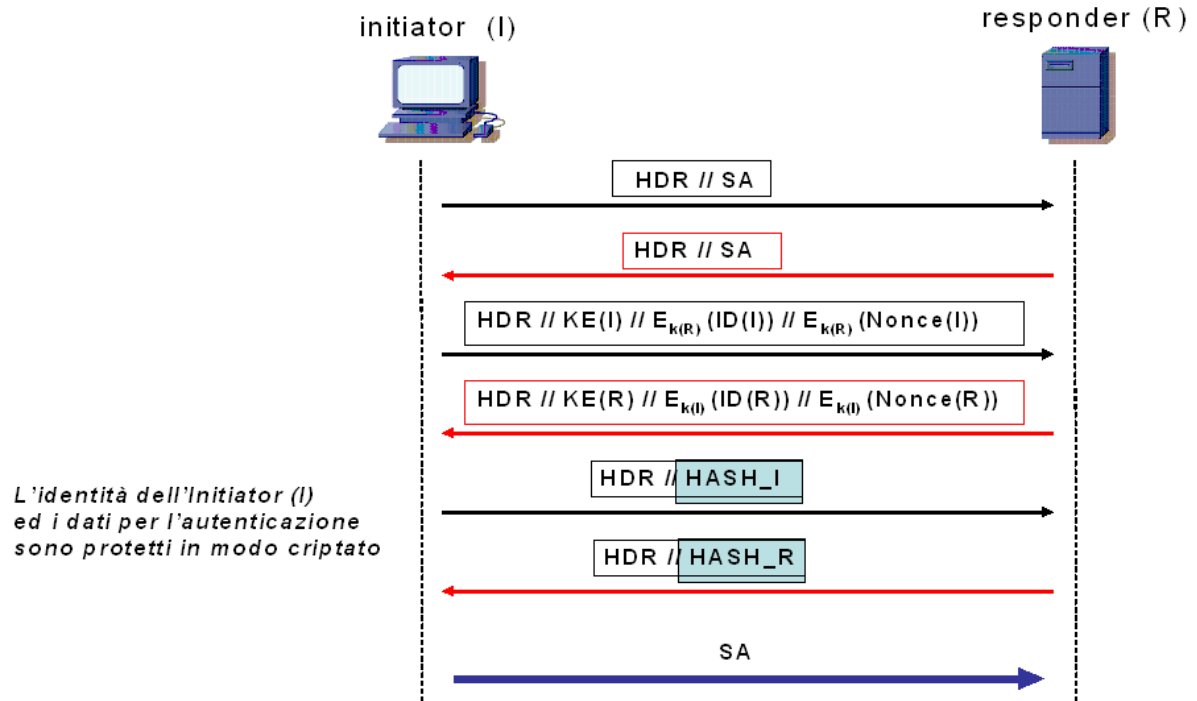 initiator (I)
responder (R)
HDR // SA
HDR // SA
HDR // KE(I) // Ek(R) (ID(I)) // Ek(R) (Nonce(I))
HDR // KE(R) // Ek(I) (ID(R)) // Ek(I) (Nonce(R))
HDR // HASH_I
L'identità dell'Initiator (I)
ed i dati per l'autenticazione
sono protetti in modo criptato
HDR // HASH_R
SA